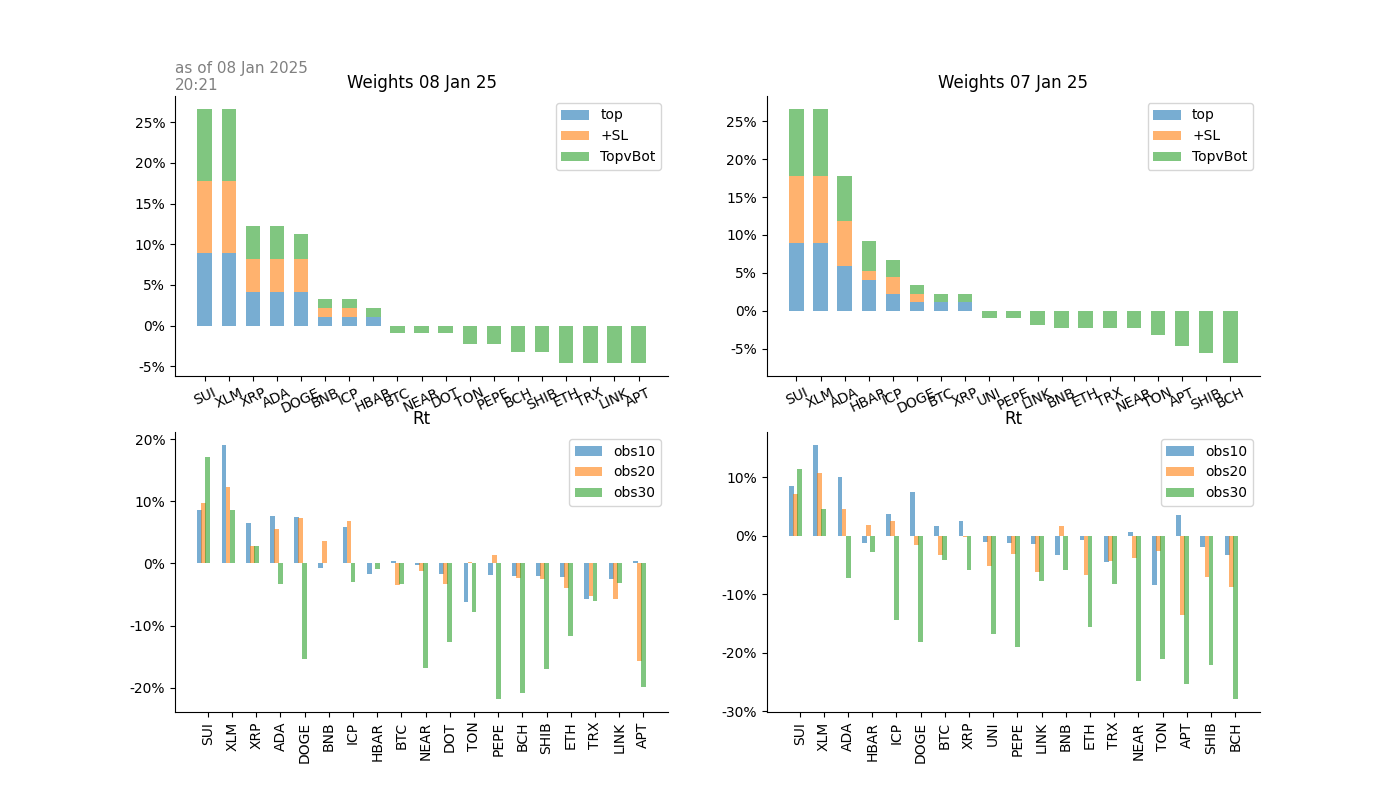 as of 08 Jan 2025
20:21
Weights 08 Jan 25
25%
20%
15%
10%
5%
0%
-5%
top
+SL
TopvBot
SUI XLM XRP ADA DOGE BNB ICP HBAR BTC NEAR DOT TON PEPE BCH SHIB ETH TRX LINK APT
Weights 07 Jan 25
25%
20%
15%
10%
5%
0%
-5%
top
+SL
TopvBot
SUI XLM ADA HBAR ICP DOGE BTC XRP UNI PEPE LINK BNB ETH TRX NEAR TON APT SHIB BCH
Rt
20%
10%
0%
-10%
-20%
obs10
obs20
obs30
SUI XLM XRP ADA DOGE BNB ICP HBAR BTC NEAR DOT TON PEPE BCH SHIB ETH TRX LINK APT
Rt
10%
0%
-10%
-20%
-30%
obs10
obs20
obs30
SUI XLM ADA HBAR ICP DOGE BTC XRP UNI PEPE LINK BNB ETH TRX NEAR TON APT SHIB BCH